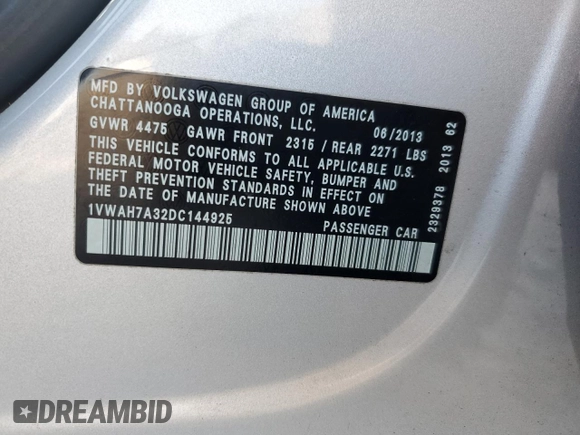 MFD BY VOLKSWAGEN GROUP OF AMERICA
CHATTANOOGA OPERATIONS, LLC.
06/2013
GVWR 4475 GAWR FRONT 2315 / REAR 2271 LBS
THIS VEHICLE CONFORMS TO ALL APPLICABLE U.S.
FEDERAL MOTOR VEHICLE SAFETY, BUMPER AND
THEFT PREVENTION STANDARDS IN EFFECT ON
THE DATE OF MANUFACTURE SHOWN ABOVE
1VWAH7A32DC144925
PASSENGER CAR
2329378 2013 62
DREAMBID